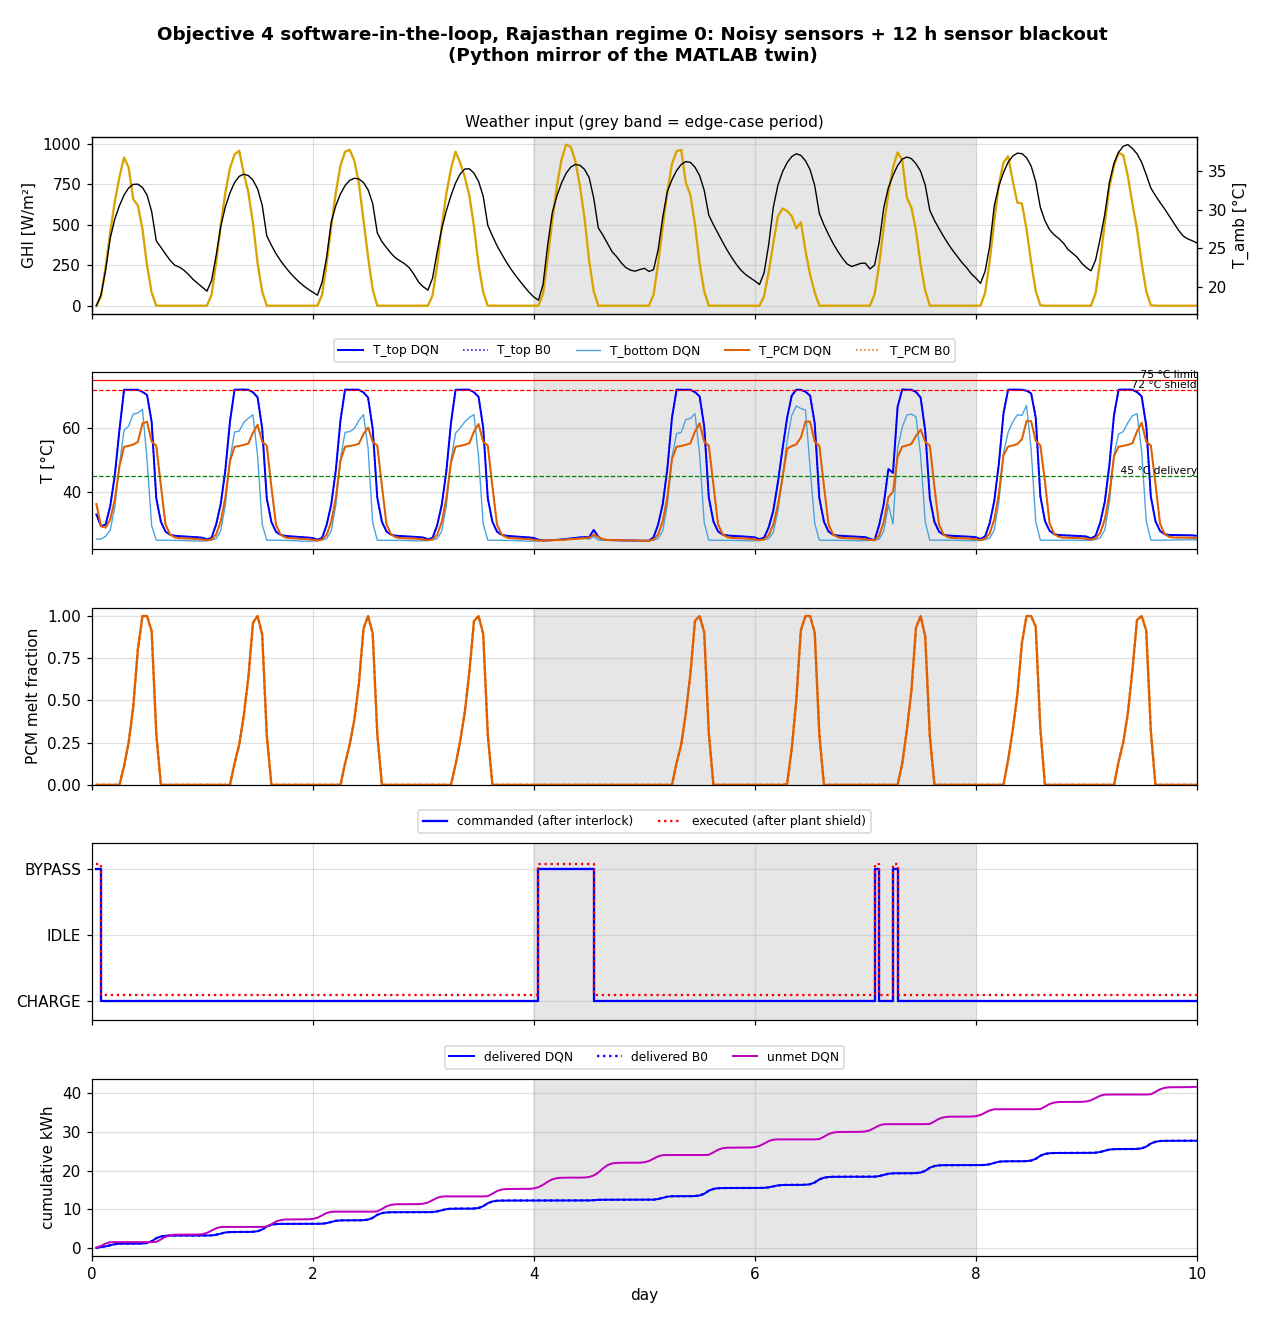 Objective 4 software-in-the-loop, Rajasthan regime 0: Noisy sensors + 12 h sensor blackout
(Python mirror of the MATLAB twin)
Weather input (grey band = edge-case period)
GHI [W/m²]
1000
750
500
250
0
T_amb [°C]
35
30
25
20
T_top DQN
T_top B0
T_bottom DQN
T_PCM DQN
T_PCM B0
T [°C]
60
40
75 °C limit
72 °C shield
45 °C delivery
PCM melt fraction
1.00
0.75
0.50
0.25
0.00
commanded (after interlock)
executed (after plant shield)
BYPASS
IDLE
CHARGE
delivered DQN
delivered B0
unmet DQN
cumulative kWh
40
30
20
10
0
0
2
4
6
8
10
day